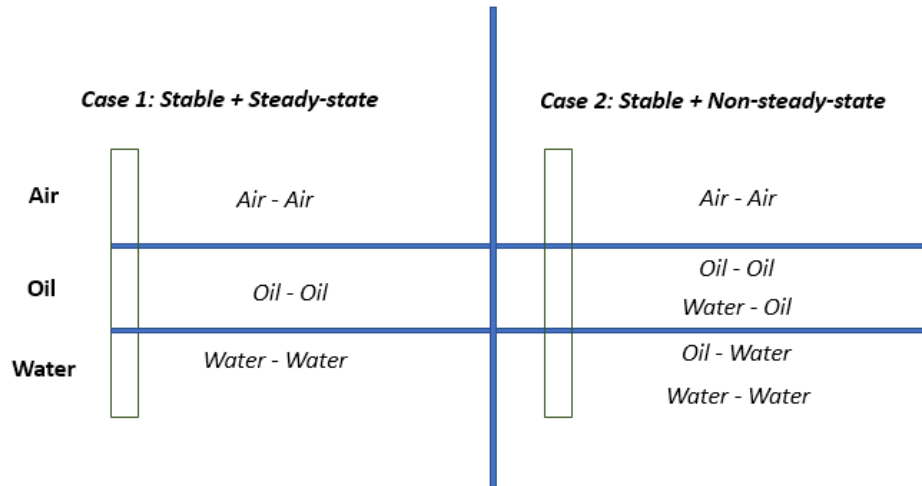 Case 1: Stable + Steady-state
Case 2: Stable + Non-steady-state
Air
Air - Air
Air - Air
Oil
Oil - Oil
Oil - Oil
Water - Oil
Water
Water - Water
Oil - Water
Water - Water